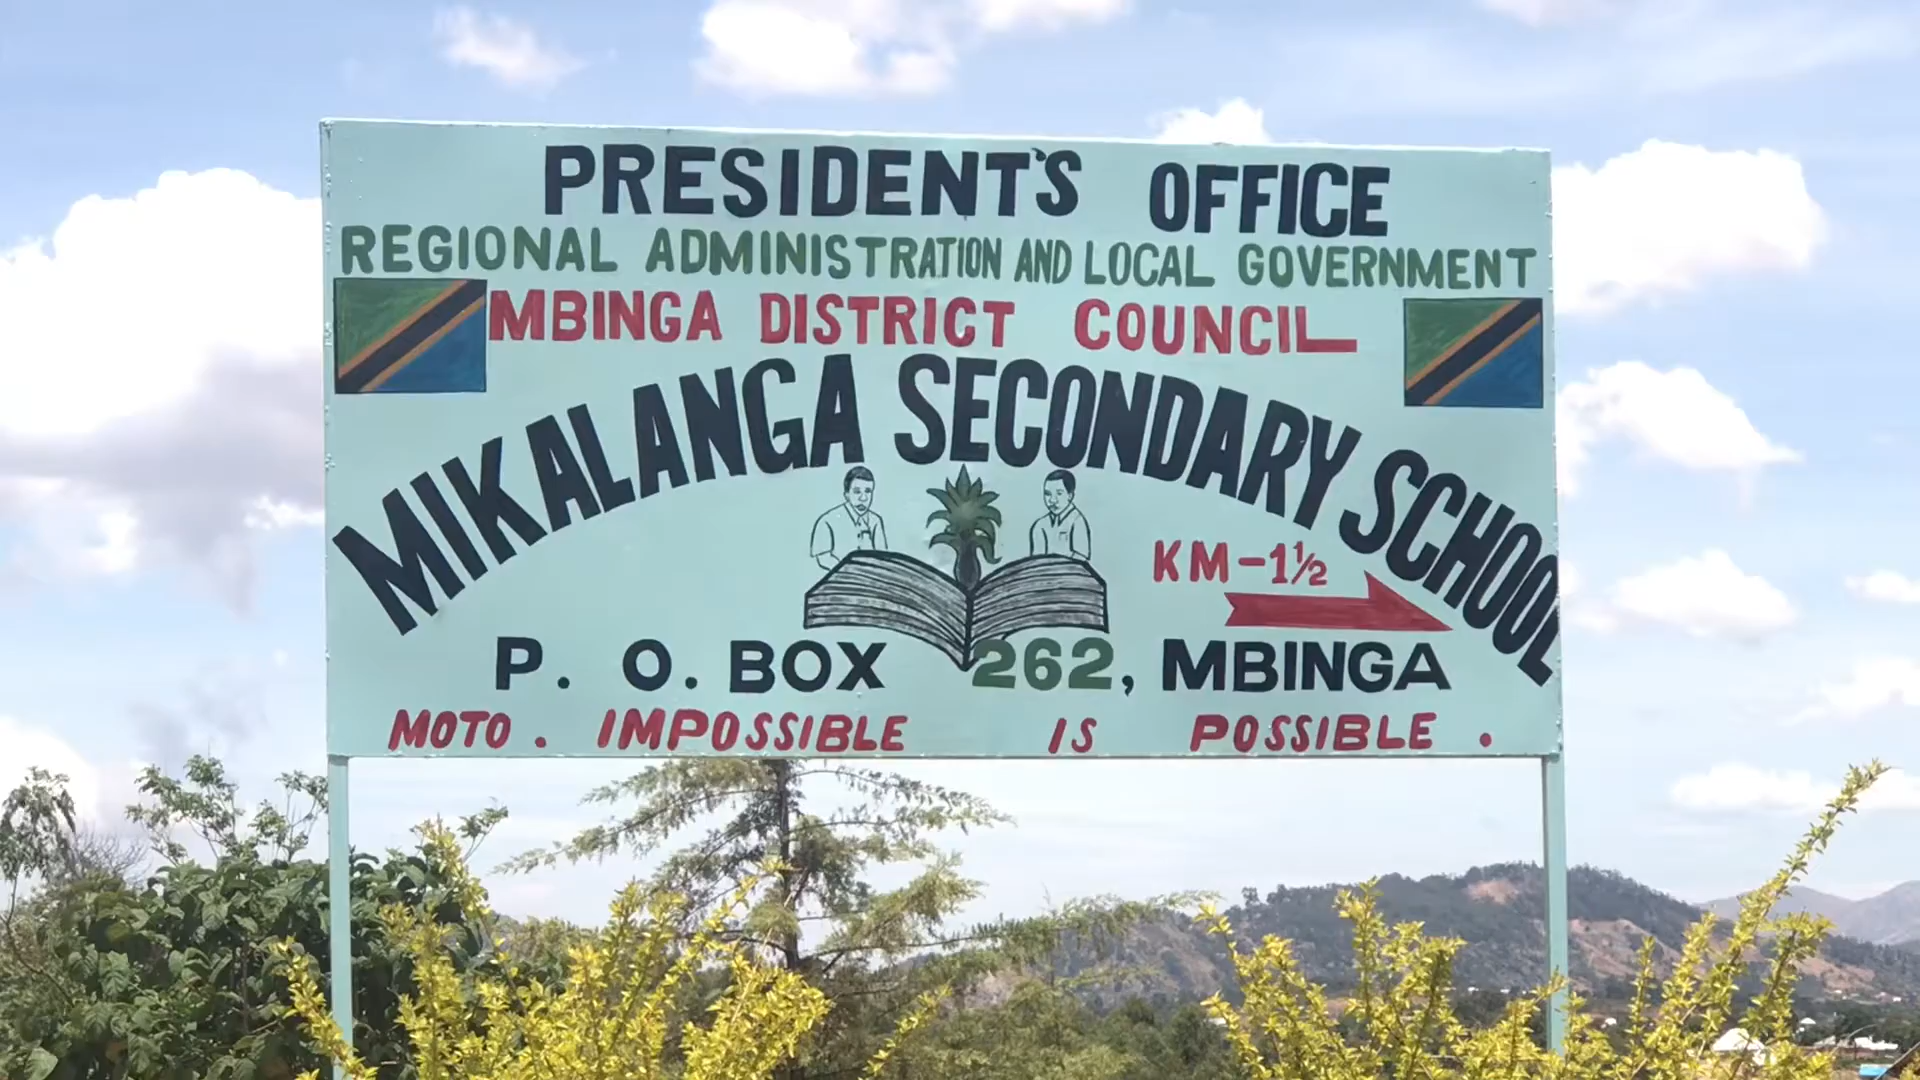 PRESIDENT'S OFFICE
REGIONAL ADMINISTRATION AND LOCAL GOVERNMENT
MBINGA DISTRICT COUNCIL
MIKALANGA SECONDARY SCHOOL
KM-1½
P. O. BOX 262, MBINGA
MOTO. IMPOSSIBLE IS POSSIBLE.